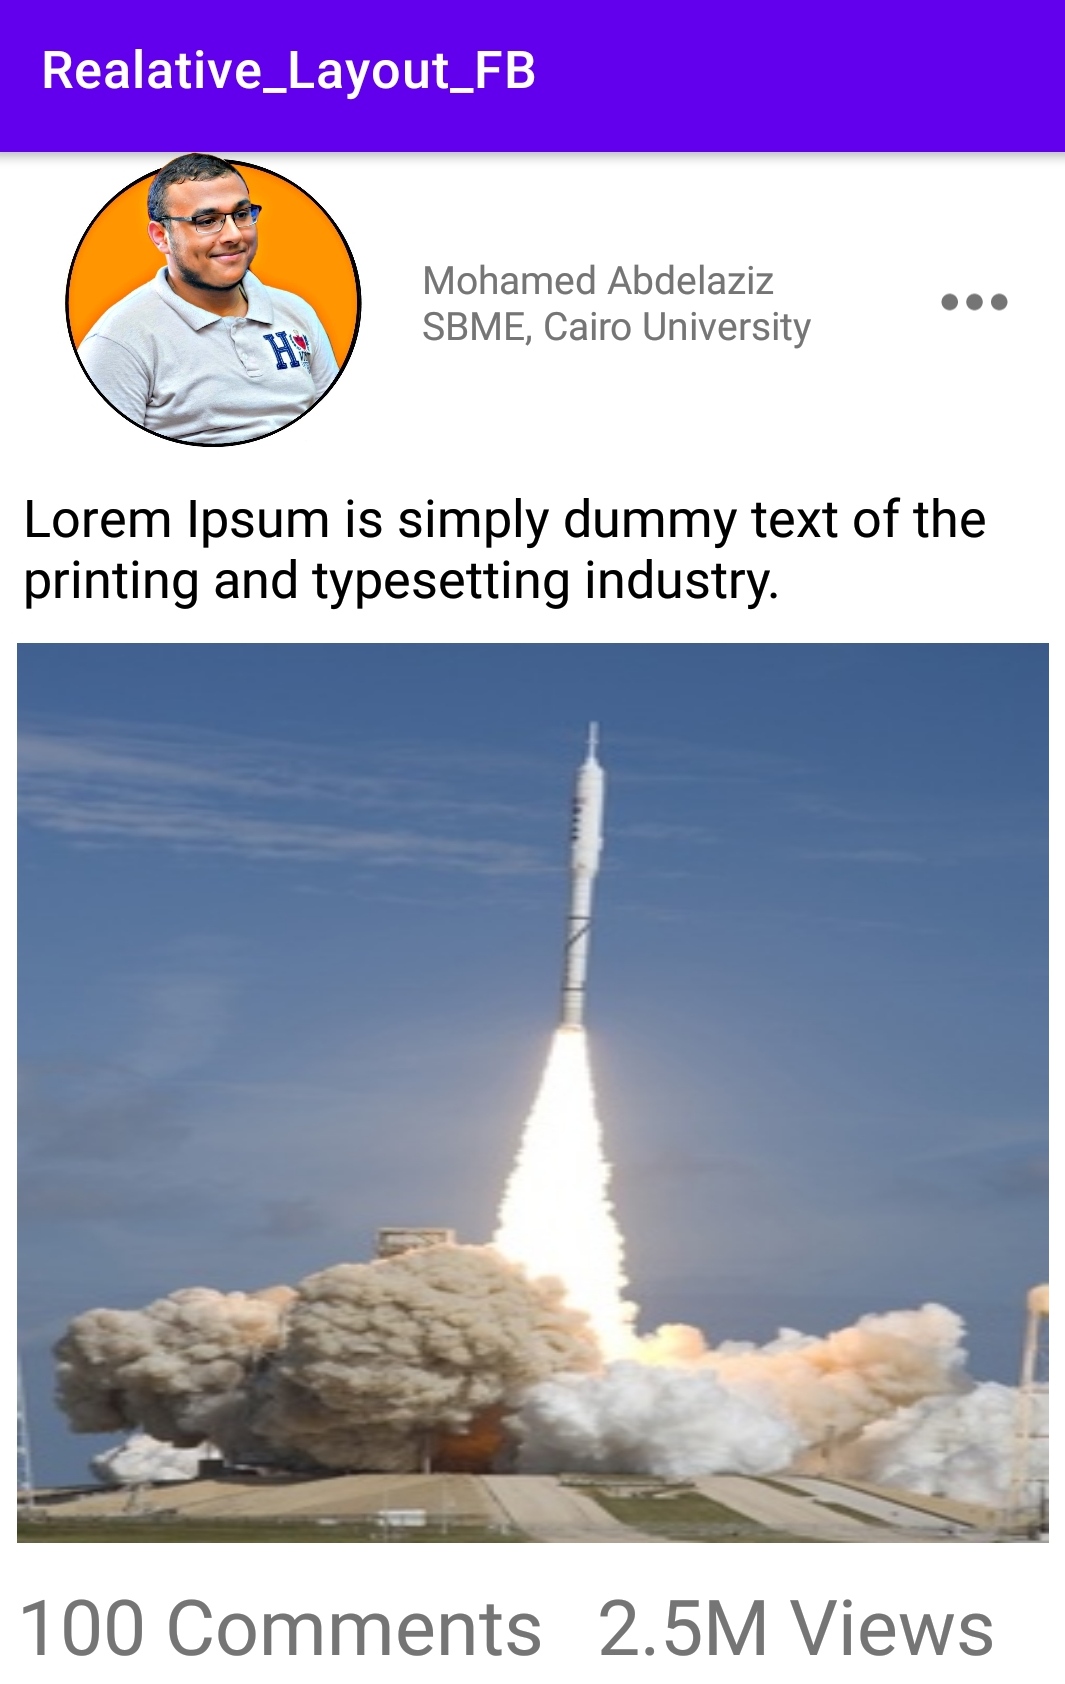 Realative_Layout_FB
Mohamed Abdelaziz
SBME, Cairo University
Lorem Ipsum is simply dummy text of the
printing and typesetting industry.
100 Comments 2.5M Views